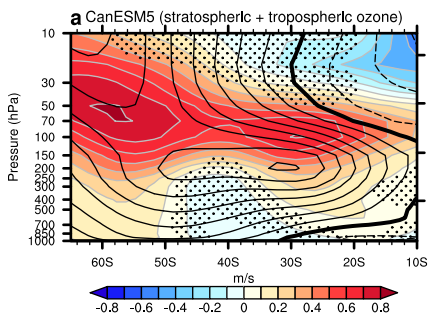 a CanESM5 (stratospheric + tropospheric ozone)
Pressure (hPa)
10
30
50
70
100
150
200
250
300
400
500
700
850
1000
60S 50S 40S 30S 20S 10S
m/s
-0.8 -0.6 -0.4 -0.2 0 0.2 0.4 0.6 0.8